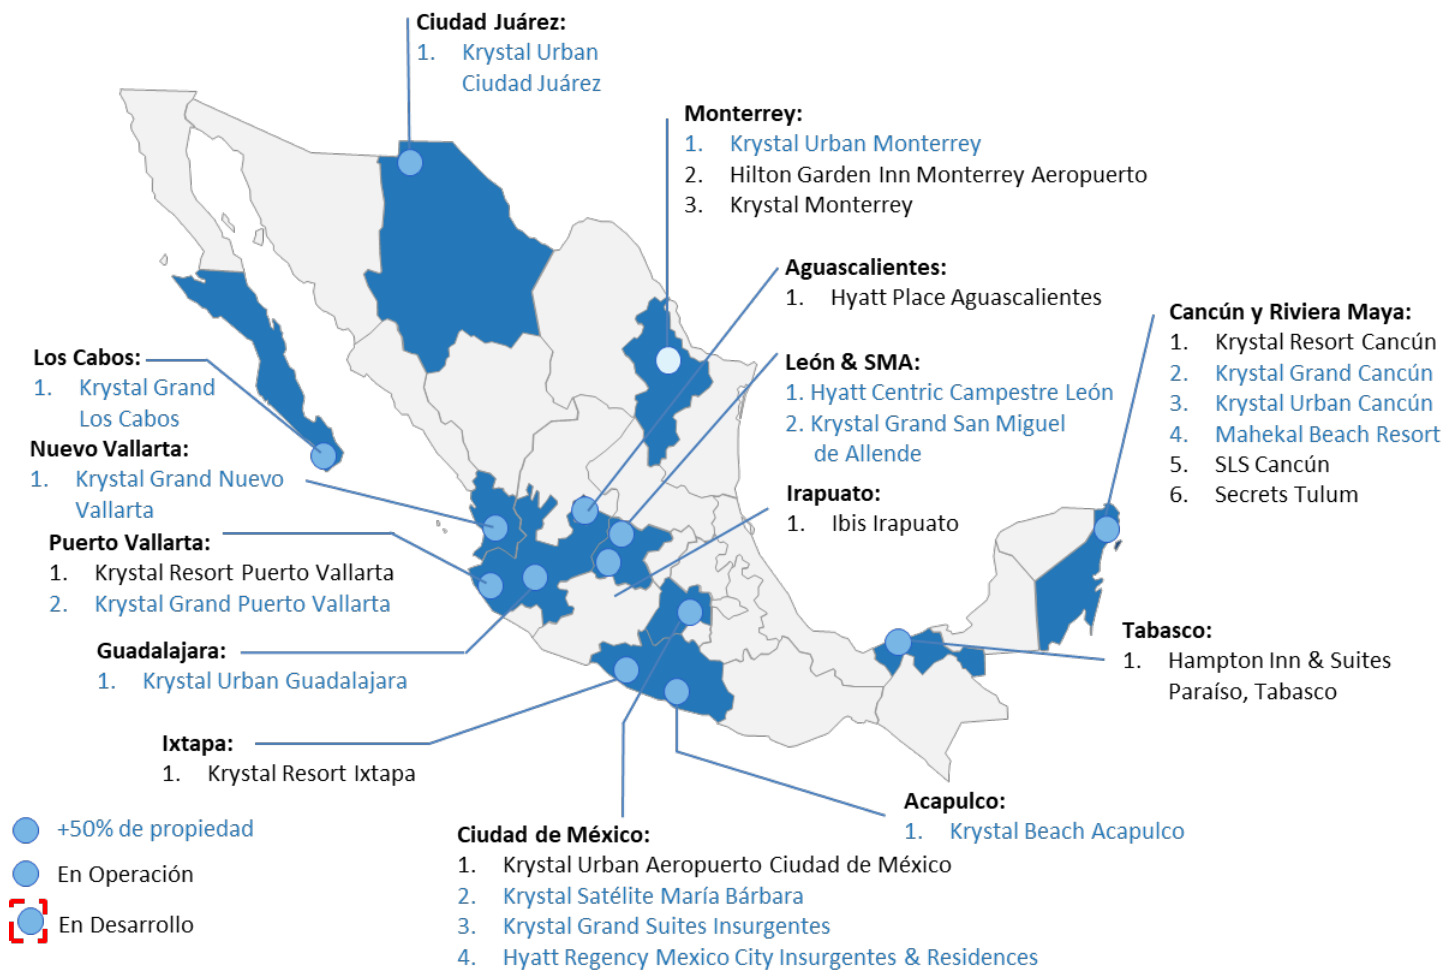 Ciudad Juárez:
1. Krystal Urban
Ciudad Juárez
Monterrey:
1. Krystal Urban Monterrey
2. Hilton Garden Inn Monterrey Aeropuerto
3. Krystal Monterrey
Aguascalientes:
1. Hyatt Place Aguascalientes
León & SMA:
1. Hyatt Centric Campestre León
2. Krystal Grand San Miguel
de Allende
Irapuato:
1. Ibis Irapuato
Cancún y Riviera Maya:
1. Krystal Resort Cancún
2. Krystal Grand Cancún
3. Krystal Urban Cancún
4. Mahekal Beach Resort
5. SLS Cancún
6. Secrets Tulum
Los Cabos:
1. Krystal Grand
Los Cabos
Nuevo Vallarta:
1. Krystal Grand Nuevo
Vallarta
Puerto Vallarta:
1. Krystal Resort Puerto Vallarta
2. Krystal Grand Puerto Vallarta
Guadalajara:
1. Krystal Urban Guadalajara
Ixtapa:
1. Krystal Resort Ixtapa
Tabasco:
1. Hampton Inn & Suites
Paraíso, Tabasco
Acapulco:
1. Krystal Beach Acapulco
Ciudad de México:
1. Krystal Urban Aeropuerto Ciudad de México
2. Krystal Satélite María Bárbara
3. Krystal Grand Suites Insurgentes
4. Hyatt Regency Mexico City Insurgentes & Residences
+50% de propiedad
En Operación
En Desarrollo